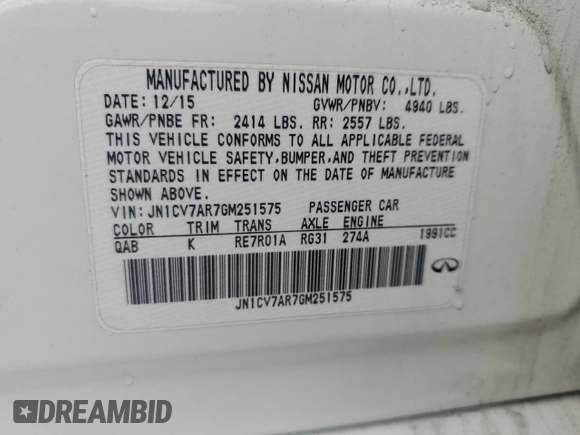 MANUFACTURED BY NISSAN MOTOR CO.,LTD.
DATE: 12/15 GVWR/PNBV: 4940 LBS.
GAWR/PNBE FR: 2414 LBS. RR: 2557 LBS.
THIS VEHICLE CONFORMS TO ALL APPLICABLE FEDERAL
MOTOR VEHICLE SAFETY,BUMPER,AND THEFT PREVENTION
STANDARDS IN EFFECT ON THE DATE OF MANUFACTURE
SHOWN ABOVE.
VIN: JN1CV7AR7GM251575 PASSENGER CAR
COLOR TRIM TRANS AXLE ENGINE
QAB K RE7R01A RG31 274A 1991CC
JN1CV7AR7GM251575
DREAMBID